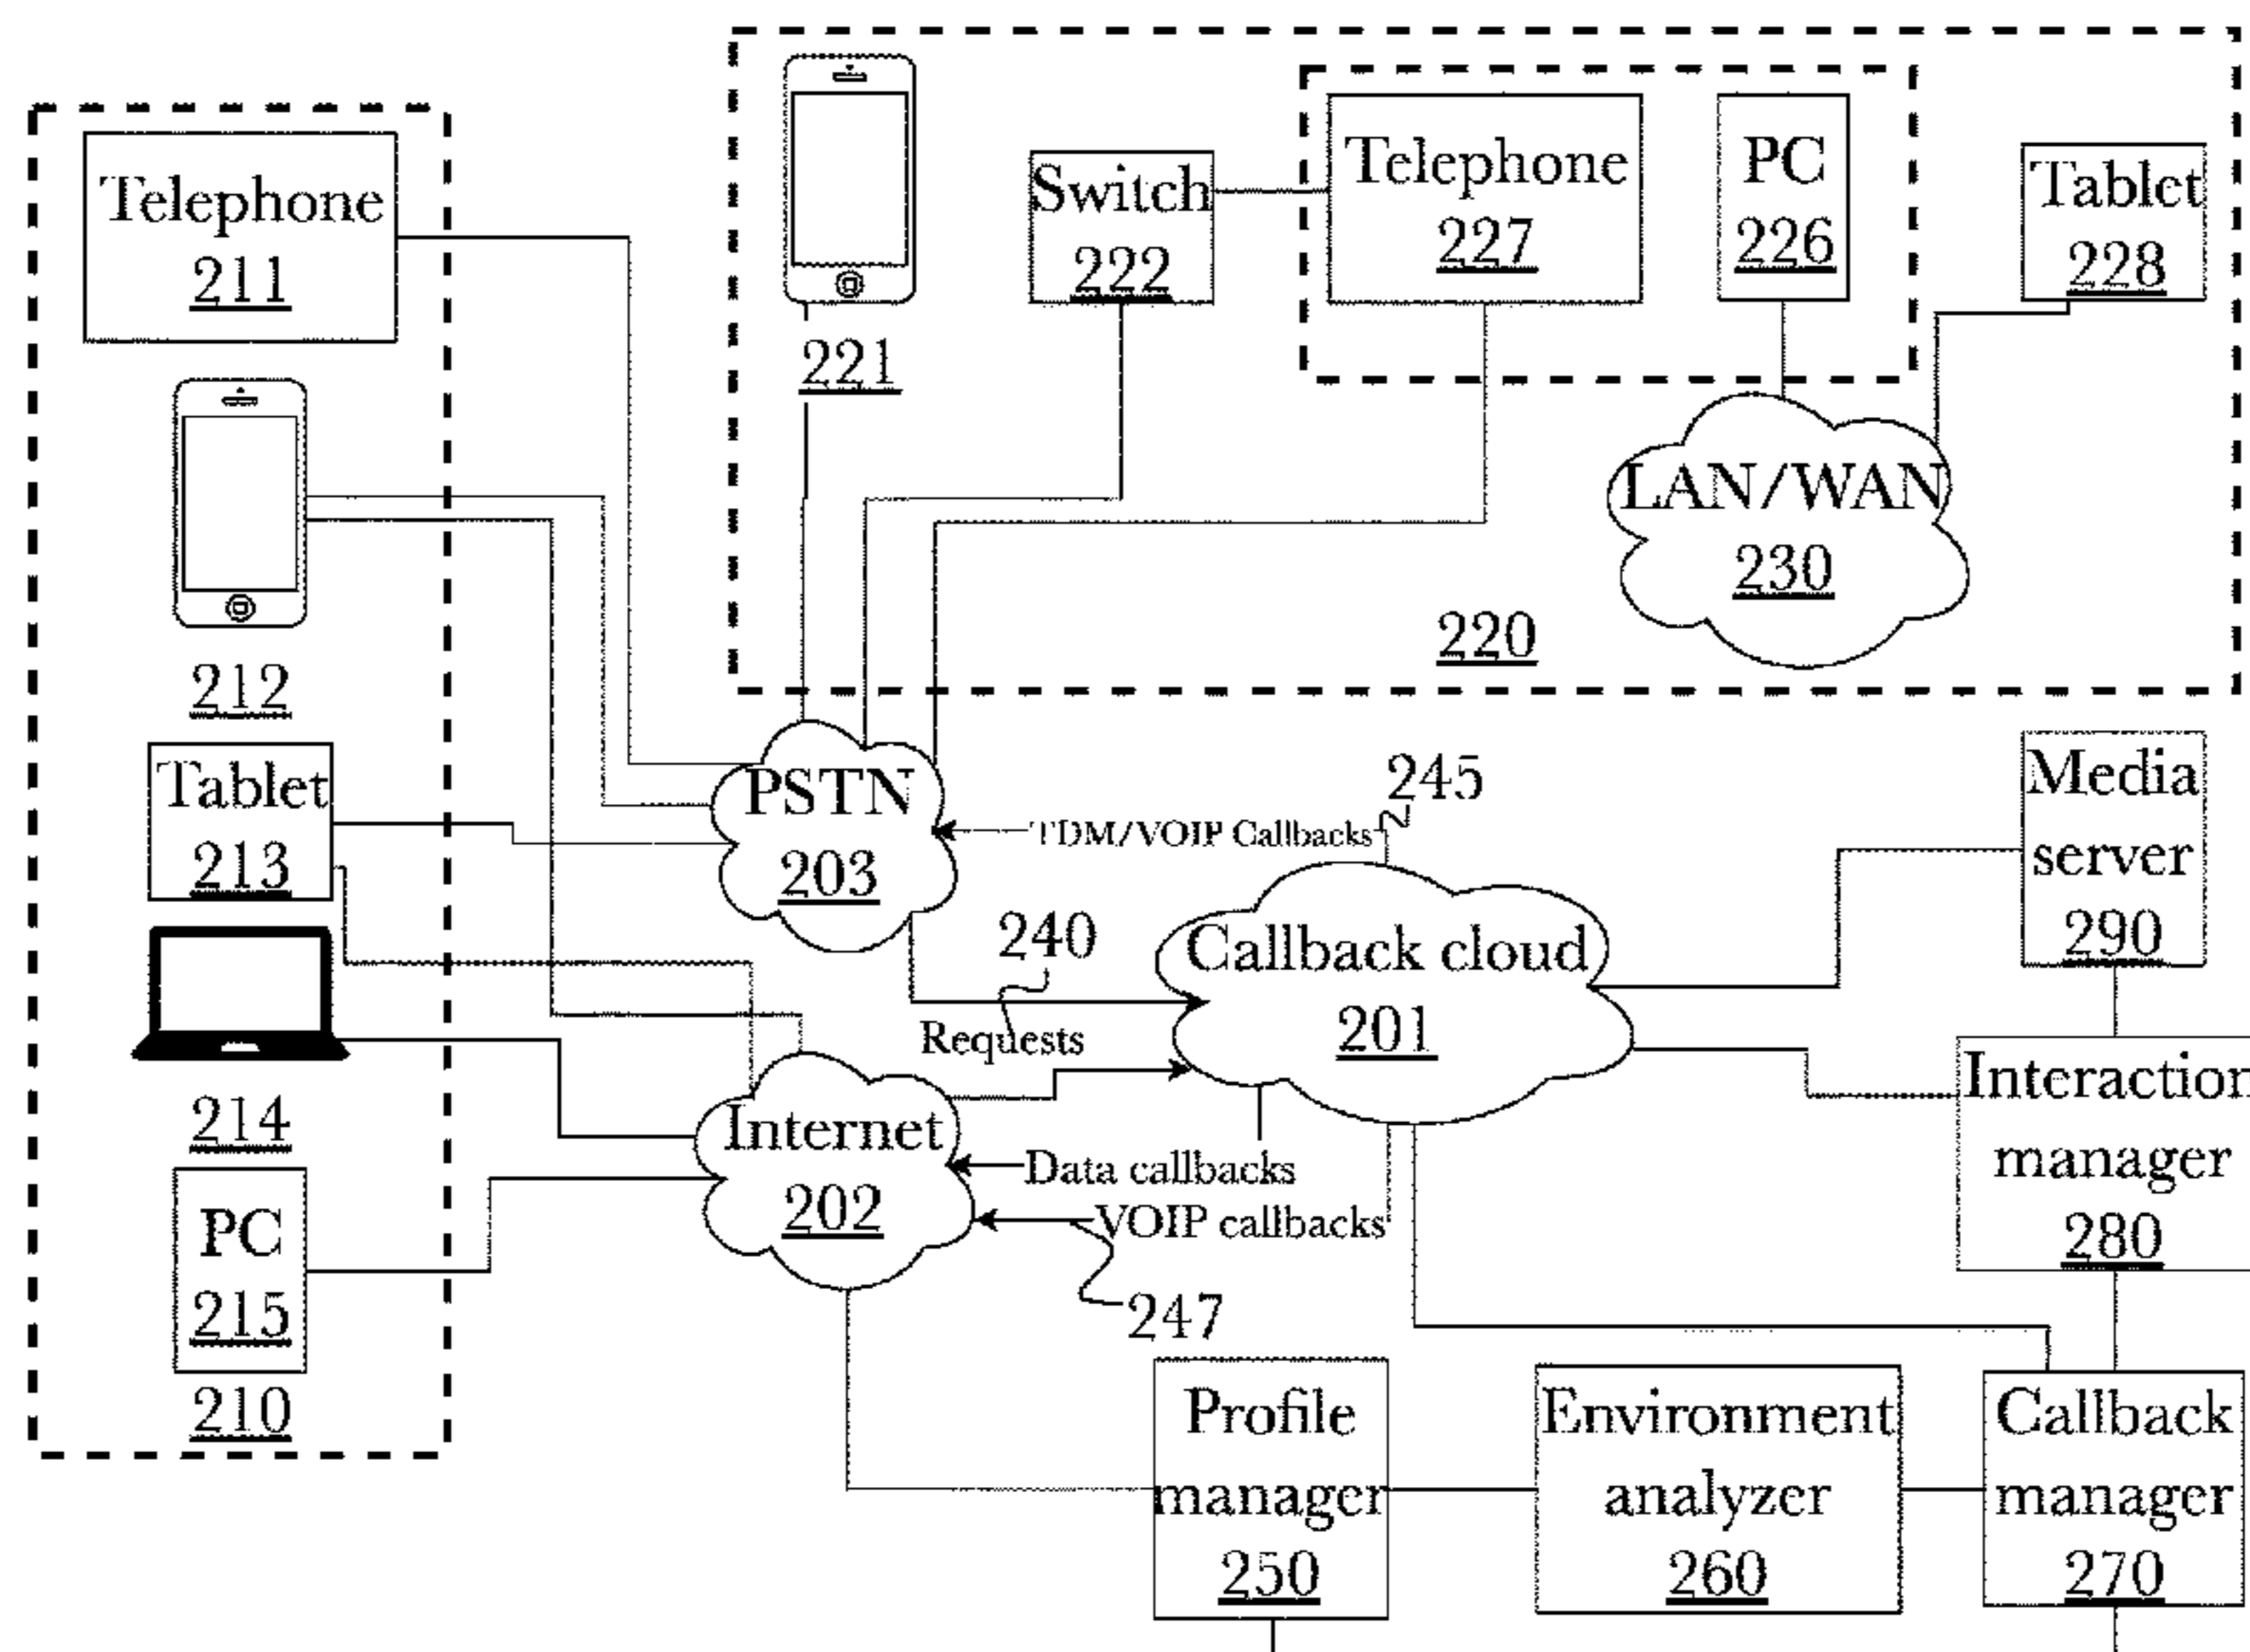 Telephone
211
212
Tablet
213
214
PC
215
210
221
Switch
222
Telephone
227
PC
226
Tablet
228
LAN/WAN
230
220
PSTN
203
TDM/VOIP Callbacks
245
240
Requests
Callback cloud
201
Internet
202
Data callbacks
VOIP callbacks
247
Media
server
290
Interaction
manager
280
Profile
manager
250
Environment
analyzer
260
Callback
manager
270